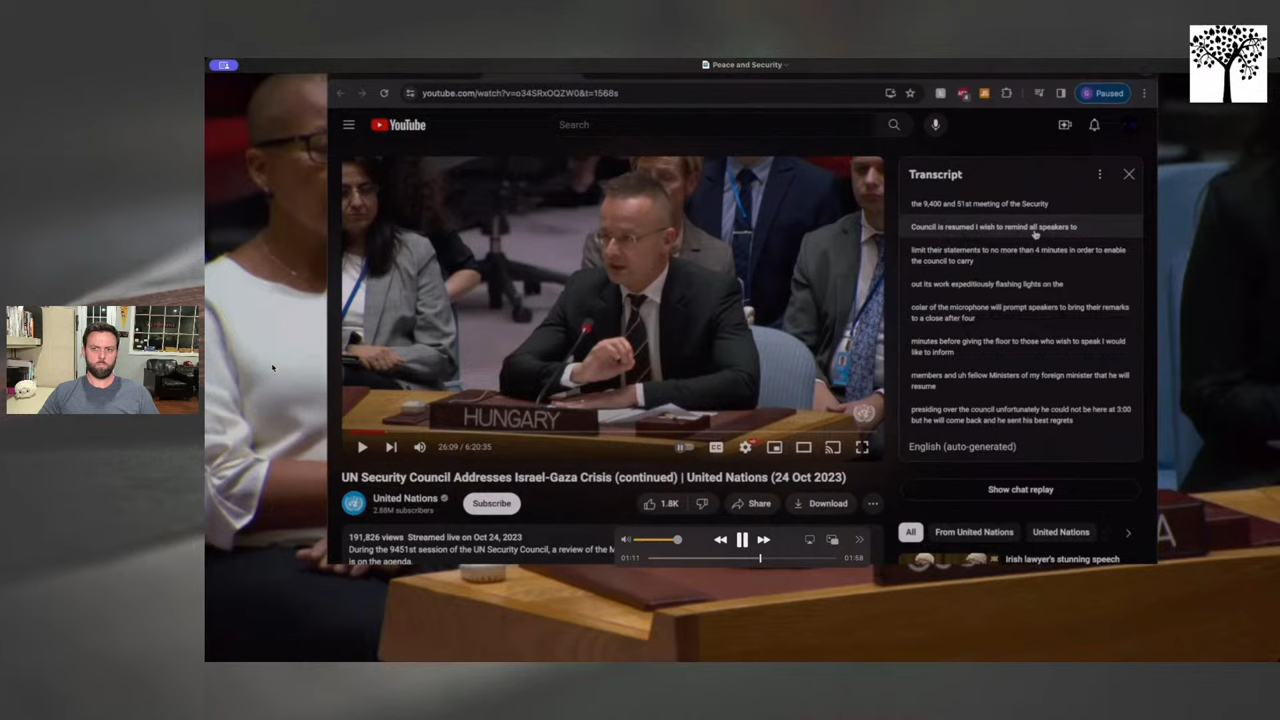 Peace and Security
youtube.com/watch?v=o34SRxOQZW0&t=1568s
G Paused
YouTube
Search
HUNGARY
26:09 / 6:20:35
CC
Transcript
the 9,400 and 51st meeting of the Security
Council is resumed I wish to remind all speakers to
limit their statements to no more than 4 minutes in order to enable
the council to carry
out its work expeditiously flashing lights on the
colar of the microphone will prompt speakers to bring their remarks
to a close after four
minutes before giving the floor to those who wish to speak I would
like to inform
members and uh fellow Ministers of my foreign minister that he will
resume
presiding over the council unfortunately he could not be here at 3:00
but he will come back and he sent his best regrets
English (auto-generated)
UN Security Council Addresses Israel-Gaza Crisis (continued) | United Nations (24 Oct 2023)
United Nations
2.88M subscribers
Subscribe
1.8K
Share
Download
Show chat replay
191,826 views Streamed live on Oct 24, 2023
During the 9451st session of the UN Security Council, a review of the M
is on the agenda.
01:11
01:58
All
From United Nations
United Nations
Irish lawyer's stunning speech
A